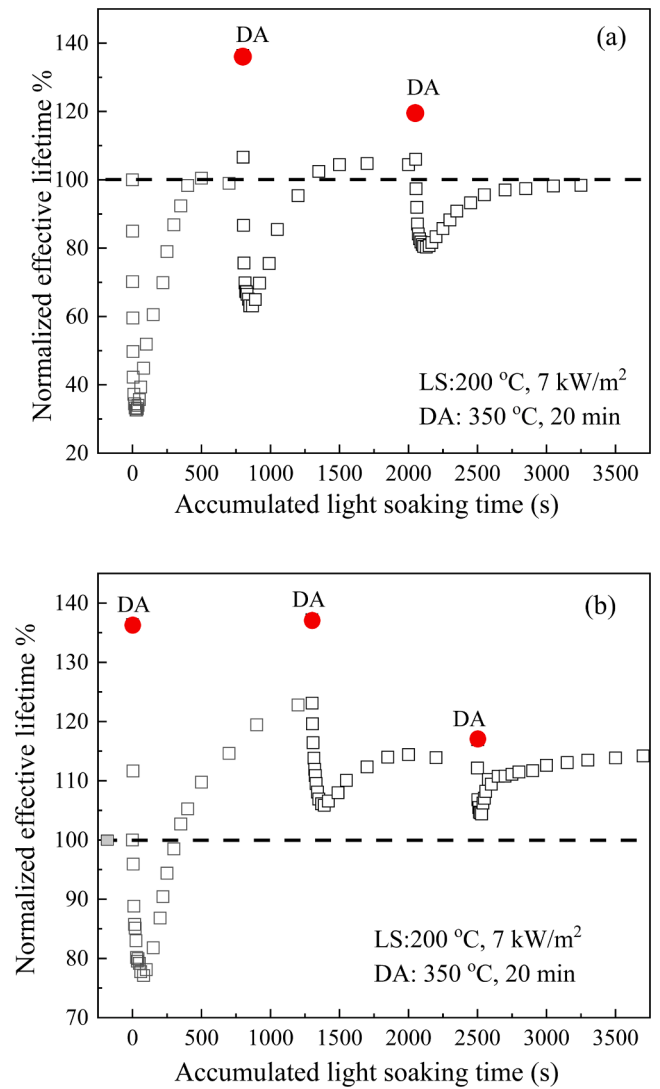 140
120
100
80
60
40
20
Normalized effective lifetime %
DA
DA
(a)
LS:200 °C, 7 kW/m²
DA: 350 °C, 20 min
0 500 1000 1500 2000 2500 3000 3500
Accumulated light soaking time (s)
140
130
120
110
100
90
80
70
Normalized effective lifetime %
DA
DA
DA
(b)
LS:200 °C, 7 kW/m²
DA: 350 °C, 20 min
0 500 1000 1500 2000 2500 3000 3500
Accumulated light soaking time (s)